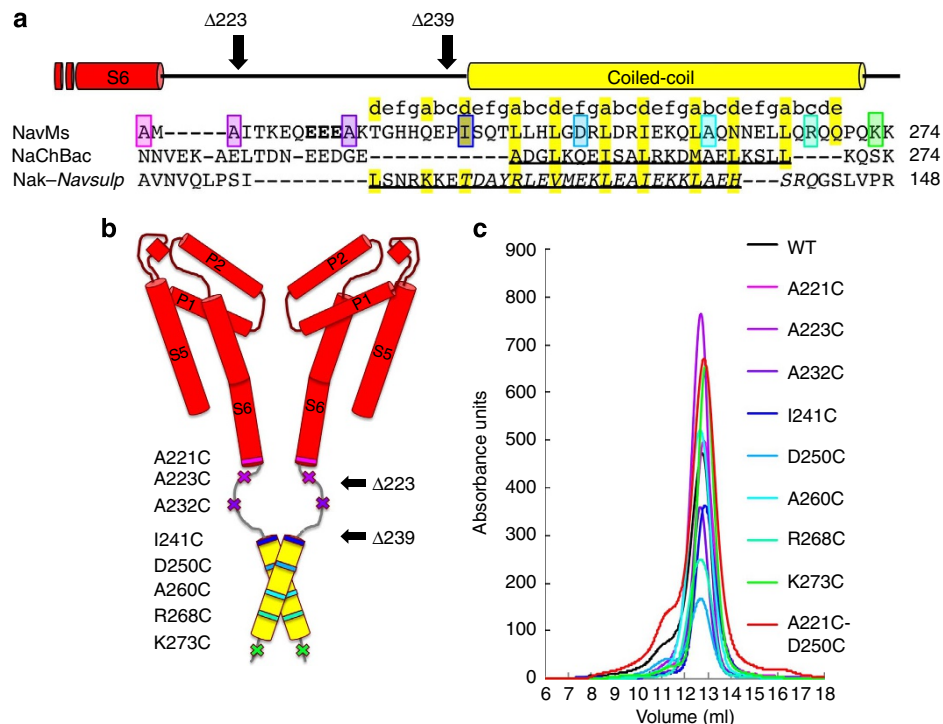 a
Δ223
Δ239
S6
Coiled-coil
defgabcdefgabcdefgabcdefgabcdefgabcde
NavMs AM-----AITKEQEEEAKTGHHQEPISQTLLHLGDRLDRIEKQLAQNNELLQRQQPQKK 274
NaChBac NNVEK-AELTDN-EEDGE-----------ADGLKQEISALRKDMAELKSLL----KQSK 274
Nak–Navsulp AVNVQLPSI---------LSNRKKETDAYRLEVMEKLEAIEKKLAEH---SRQGSLVPR 148
b
P2
P1
S5
S6
P2
P1
S5
S6
A221C
A223C
A232C
I241C
D250C
A260C
R268C
K273C
Δ223
Δ239
c
Absorbance units
900
800
700
600
500
400
300
200
100
0
6 7 8 9 10 11 12 13 14 15 16 17 18
Volume (ml)
WT
A221C
A223C
A232C
I241C
D250C
A260C
R268C
K273C
A221C-
D250C